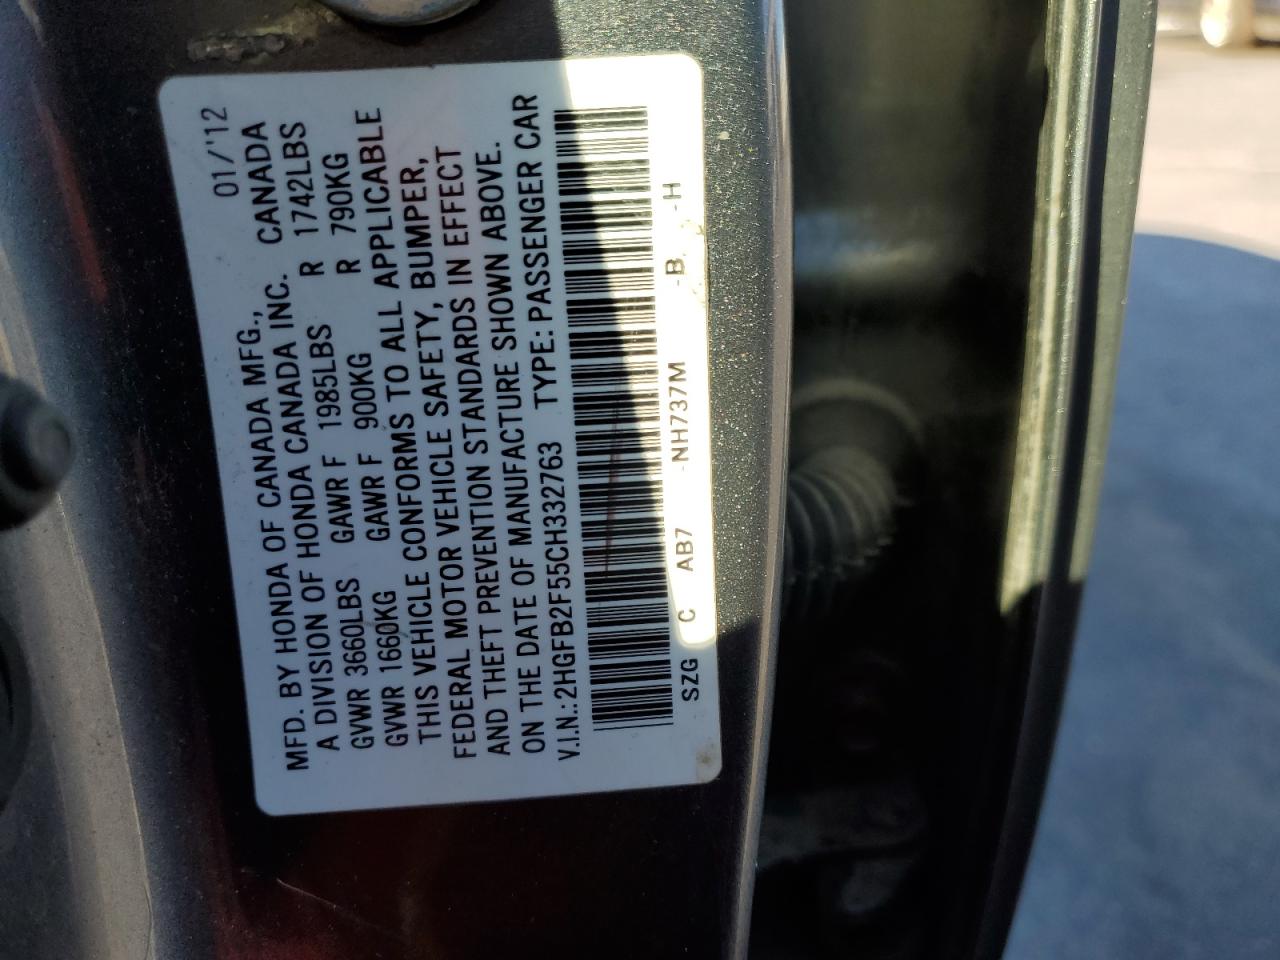 01/'12
MFD. BY HONDA OF CANADA MFG.,
A DIVISION OF HONDA CANADA INC. CANADA
GVWR 3660LBS GAWR F 1985LBS R 1742LBS
GVWR 1660KG GAWR F 900KG R 790KG
THIS VEHICLE CONFORMS TO ALL APPLICABLE
FEDERAL MOTOR VEHICLE SAFETY, BUMPER,
AND THEFT PREVENTION STANDARDS IN EFFECT
ON THE DATE OF MANUFACTURE SHOWN ABOVE.
V.I.N.:2HGFB2F55CH332763 TYPE: PASSENGER CAR
SZG C AB7 -NH737M -B -H